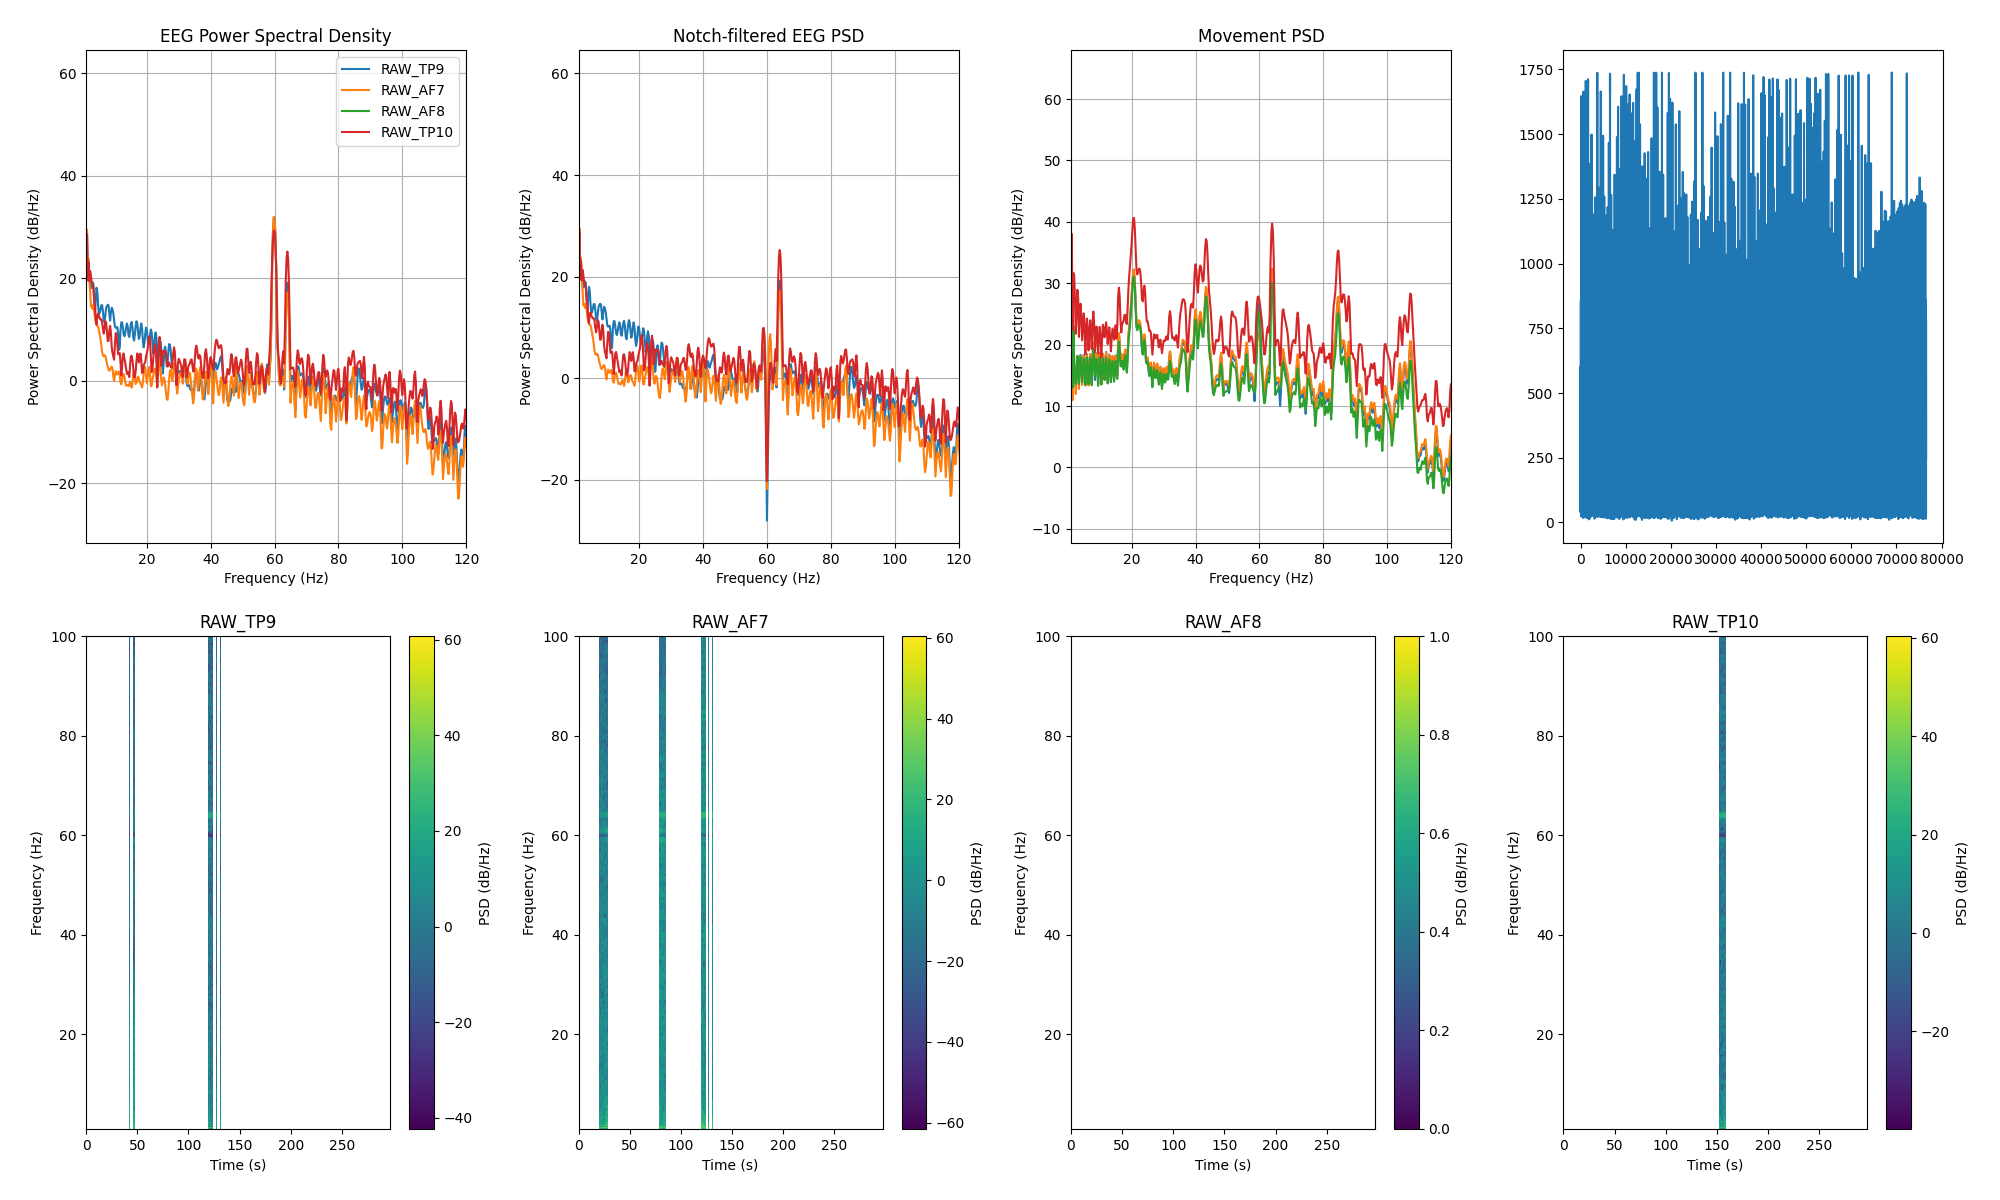 EEG Power Spectral Density
Power Spectral Density (dB/Hz)
60
40
20
0
−20
RAW_TP9
RAW_AF7
RAW_AF8
RAW_TP10
20 40 60 80 100 120
Frequency (Hz)
Notch-filtered EEG PSD
Power Spectral Density (dB/Hz)
60
40
20
0
−20
20 40 60 80 100 120
Frequency (Hz)
Movement PSD
Power Spectral Density (dB/Hz)
60
50
40
30
20
10
0
−10
20 40 60 80 100 120
Frequency (Hz)
1750
1500
1250
1000
750
500
250
0
0 10000 20000 30000 40000 50000 60000 70000 80000
RAW_TP9
Frequency (Hz)
100
80
60
40
20
0 50 100 150 200 250
Time (s)
60
40
20
0
−20
−40
PSD (dB/Hz)
RAW_AF7
Frequency (Hz)
100
80
60
40
20
0 50 100 150 200 250
Time (s)
60
40
20
0
−20
−40
−60
PSD (dB/Hz)
RAW_AF8
Frequency (Hz)
100
80
60
40
20
0 50 100 150 200 250
Time (s)
1.0
0.8
0.6
0.4
0.2
0.0
PSD (dB/Hz)
RAW_TP10
Frequency (Hz)
100
80
60
40
20
0 50 100 150 200 250
Time (s)
60
40
20
0
−20
PSD (dB/Hz)